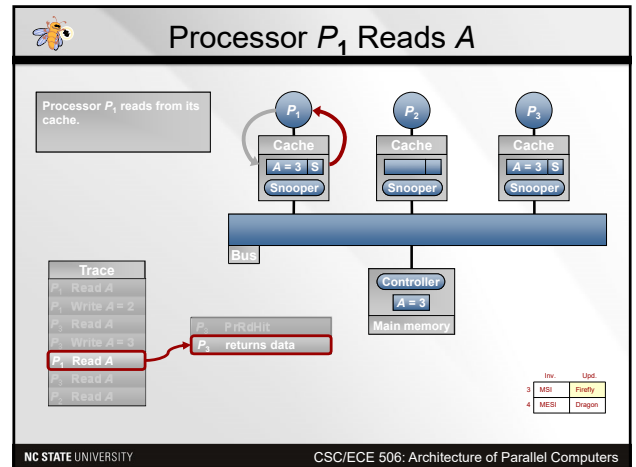 Processor P1 Reads A
Processor P1 reads from its
cache.
P1
P2
P3
Cache
Cache
Cache
A = 3 S
A = 3 S
Snooper
Snooper
Snooper
Bus
Controller
A = 3
Main memory
Trace
P1 Read A
P1 Write A = 2
P3 Read A
P1 Write A = 3
P1 Read A
P3 Read A
P2 Read A
P3 PrRdHit
P3 returns data
Inv. Upd.
3 MSI Firefly
4 MESI Dragon
NC STATE UNIVERSITY
CSC/ECE 506: Architecture of Parallel Computers